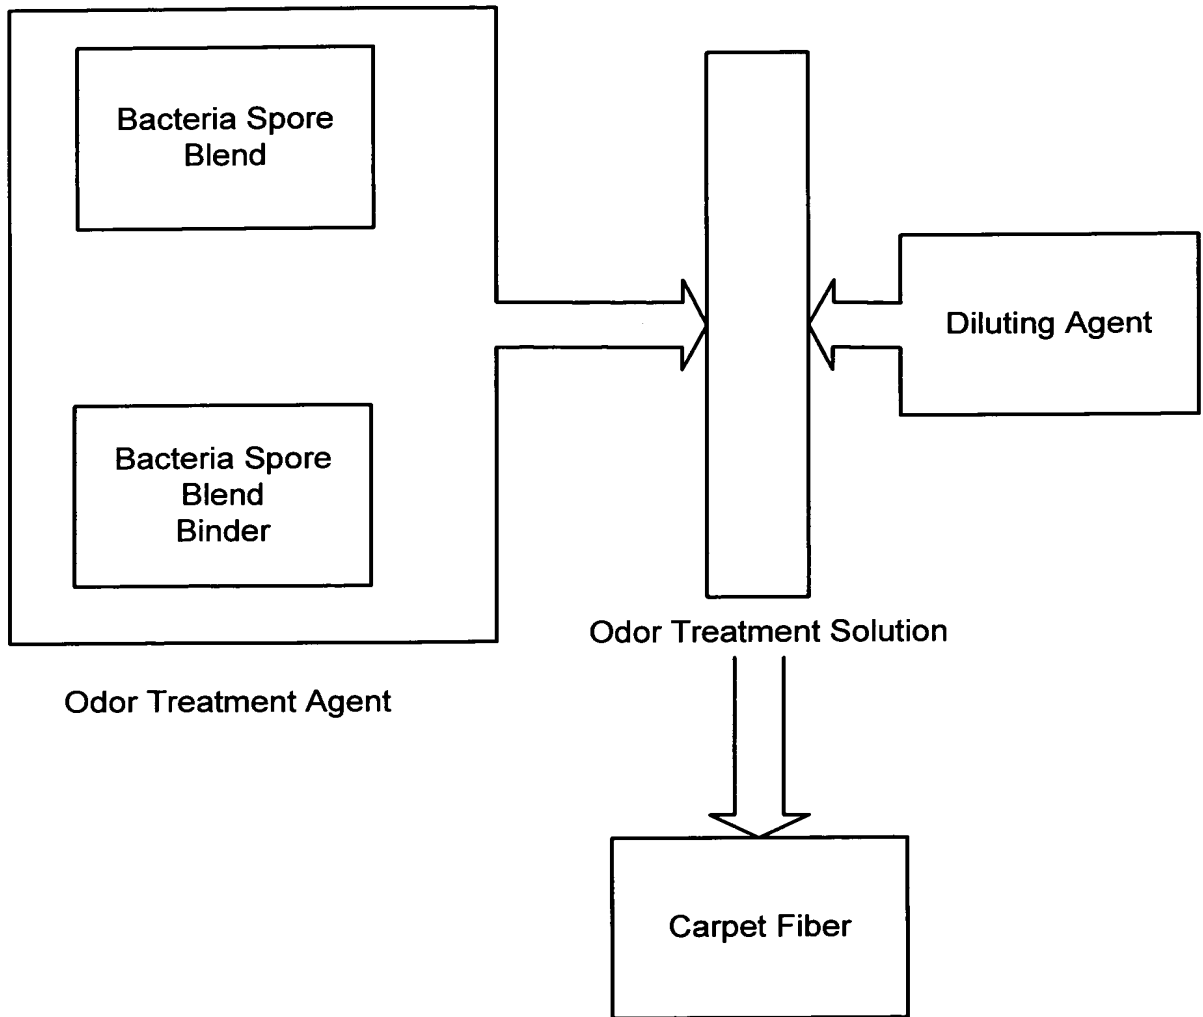 Bacteria Spore
Blend
Bacteria Spore
Blend
Binder
Odor Treatment Agent
Diluting Agent
Odor Treatment Solution
Carpet Fiber